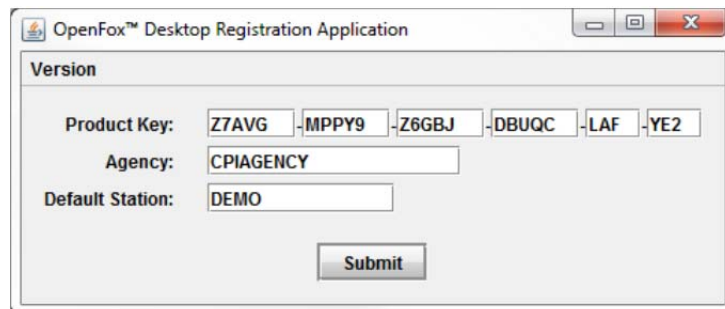 OpenFox™ Desktop Registration Application
Version
Product Key: Z7AVG -MPPY9 -Z6GBJ -DBUQC -LAF -YE2
Agency: CPIAGENCY
Default Station: DEMO
Submit